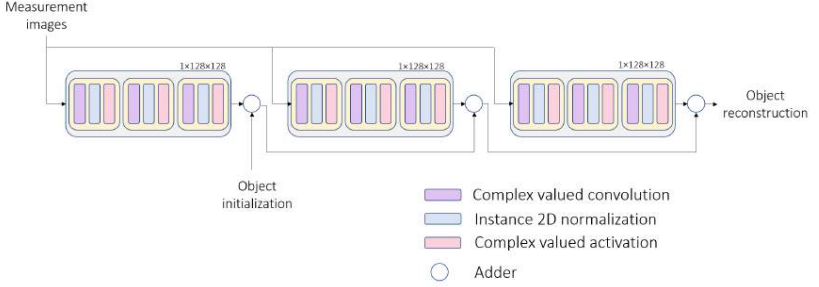 Measurement
images
1×128×128
1×128×128
1×128×128
Object
reconstruction
Object
initialization
Complex valued convolution
Instance 2D normalization
Complex valued activation
Adder